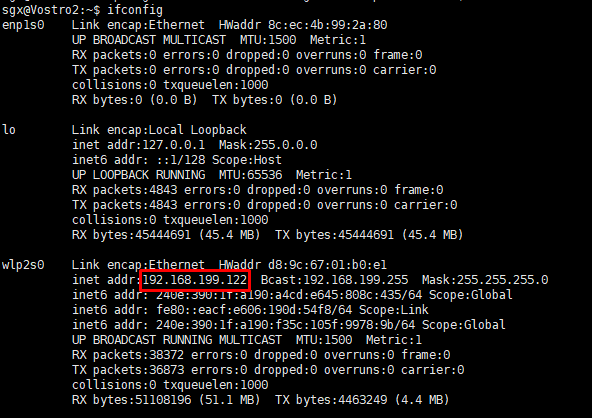 sgx@Vostro2:~$ ifconfig
enp1s0    Link encap:Ethernet  HWaddr 8c:ec:4b:99:2a:80
          UP BROADCAST MULTICAST  MTU:1500  Metric:1
          RX packets:0 errors:0 dropped:0 overruns:0 frame:0
          TX packets:0 errors:0 dropped:0 overruns:0 carrier:0
          collisions:0 txqueuelen:1000
          RX bytes:0 (0.0 B)  TX bytes:0 (0.0 B)

lo        Link encap:Local Loopback
          inet addr:127.0.0.1  Mask:255.0.0.0
          inet6 addr: ::1/128 Scope:Host
          UP LOOPBACK RUNNING  MTU:65536  Metric:1
          RX packets:4843 errors:0 dropped:0 overruns:0 frame:0
          TX packets:4843 errors:0 dropped:0 overruns:0 carrier:0
          collisions:0 txqueuelen:1000
          RX bytes:45444691 (45.4 MB)  TX bytes:45444691 (45.4 MB)

wlp2s0    Link encap:Ethernet  HWaddr d8:9c:67:01:b0:e1
          inet addr:192.168.199.122  Bcast:192.168.199.255  Mask:255.255.255.0
          inet6 addr: 240e:390:1f:a190:a4cd:e645:808c:435/64 Scope:Global
          inet6 addr: fe80::eacf:e606:190d:54f8/64 Scope:Link
          inet6 addr: 240e:390:1f:a190:f35c:105f:9978:9b/64 Scope:Global
          UP BROADCAST RUNNING MULTICAST  MTU:1500  Metric:1
          RX packets:38372 errors:0 dropped:0 overruns:0 frame:0
          TX packets:36873 errors:0 dropped:0 overruns:0 carrier:0
          collisions:0 txqueuelen:1000
          RX bytes:51108196 (51.1 MB)  TX bytes:4463249 (4.4 MB)